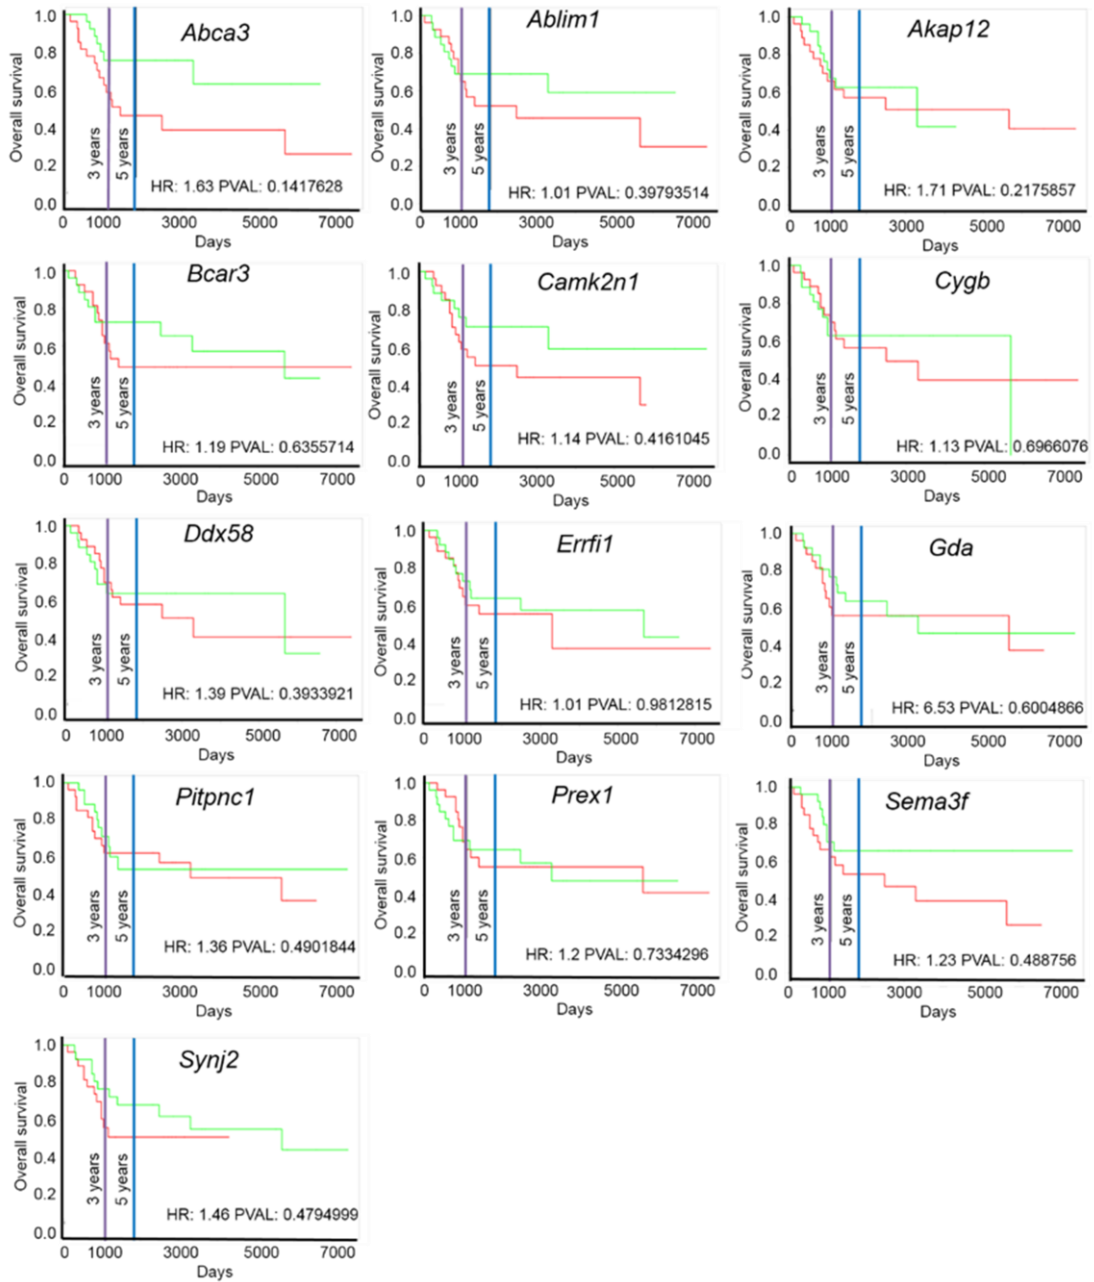 Abca3
Overall survival
1.0
0.8
0.6
0.4
0.2
0.0
3 years
5 years
HR: 1.63 PVAL: 0.1417628
0 1000 3000 5000 7000
Days
Ablim1
Overall survival
1.0
0.8
0.6
0.4
0.2
0.0
3 years
5 years
HR: 1.01 PVAL: 0.39793514
0 1000 3000 5000 7000
Days
Akap12
Overall survival
1.0
0.8
0.6
0.4
0.2
0.0
3 years
5 years
HR: 1.71 PVAL: 0.2175857
0 1000 3000 5000 7000
Days
Bcar3
Overall survival
1.0
0.8
0.6
0.4
0.2
0.0
3 years
5 years
HR: 1.19 PVAL: 0.6355714
0 1000 3000 5000 7000
Days
Camk2n1
Overall survival
1.0
0.8
0.6
0.4
0.2
0.0
3 years
5 years
HR: 1.14 PVAL: 0.4161045
0 1000 3000 5000 7000
Days
Cygb
Overall survival
1.0
0.8
0.6
0.4
0.2
0.0
3 years
5 years
HR: 1.13 PVAL: 0.6966076
0 1000 3000 5000 7000
Days
Ddx58
Overall survival
1.0
0.8
0.6
0.4
0.2
0.0
3 years
5 years
HR: 1.39 PVAL: 0.3933921
0 1000 3000 5000 7000
Days
Errfi1
Overall survival
1.0
0.8
0.6
0.4
0.2
0.0
3 years
5 years
HR: 1.01 PVAL: 0.9812815
0 1000 3000 5000 7000
Days
Gda
Overall survival
1.0
0.8
0.6
0.4
0.2
0.0
3 years
5 years
HR: 6.53 PVAL: 0.6004866
0 1000 3000 5000 7000
Days
Pitpnc1
Overall survival
1.0
0.8
0.6
0.4
0.2
0.0
3 years
5 years
HR: 1.36 PVAL: 0.4901844
0 1000 3000 5000 7000
Days
Prex1
Overall survival
1.0
0.8
0.6
0.4
0.2
0.0
3 years
5 years
HR: 1.2 PVAL: 0.7334296
0 1000 3000 5000 7000
Days
Sema3f
Overall survival
1.0
0.8
0.6
0.4
0.2
0.0
3 years
5 years
HR: 1.23 PVAL: 0.488756
0 1000 3000 5000 7000
Days
Synj2
Overall survival
1.0
0.8
0.6
0.4
0.2
0.0
3 years
5 years
HR: 1.46 PVAL: 0.4794999
0 1000 3000 5000 7000
Days